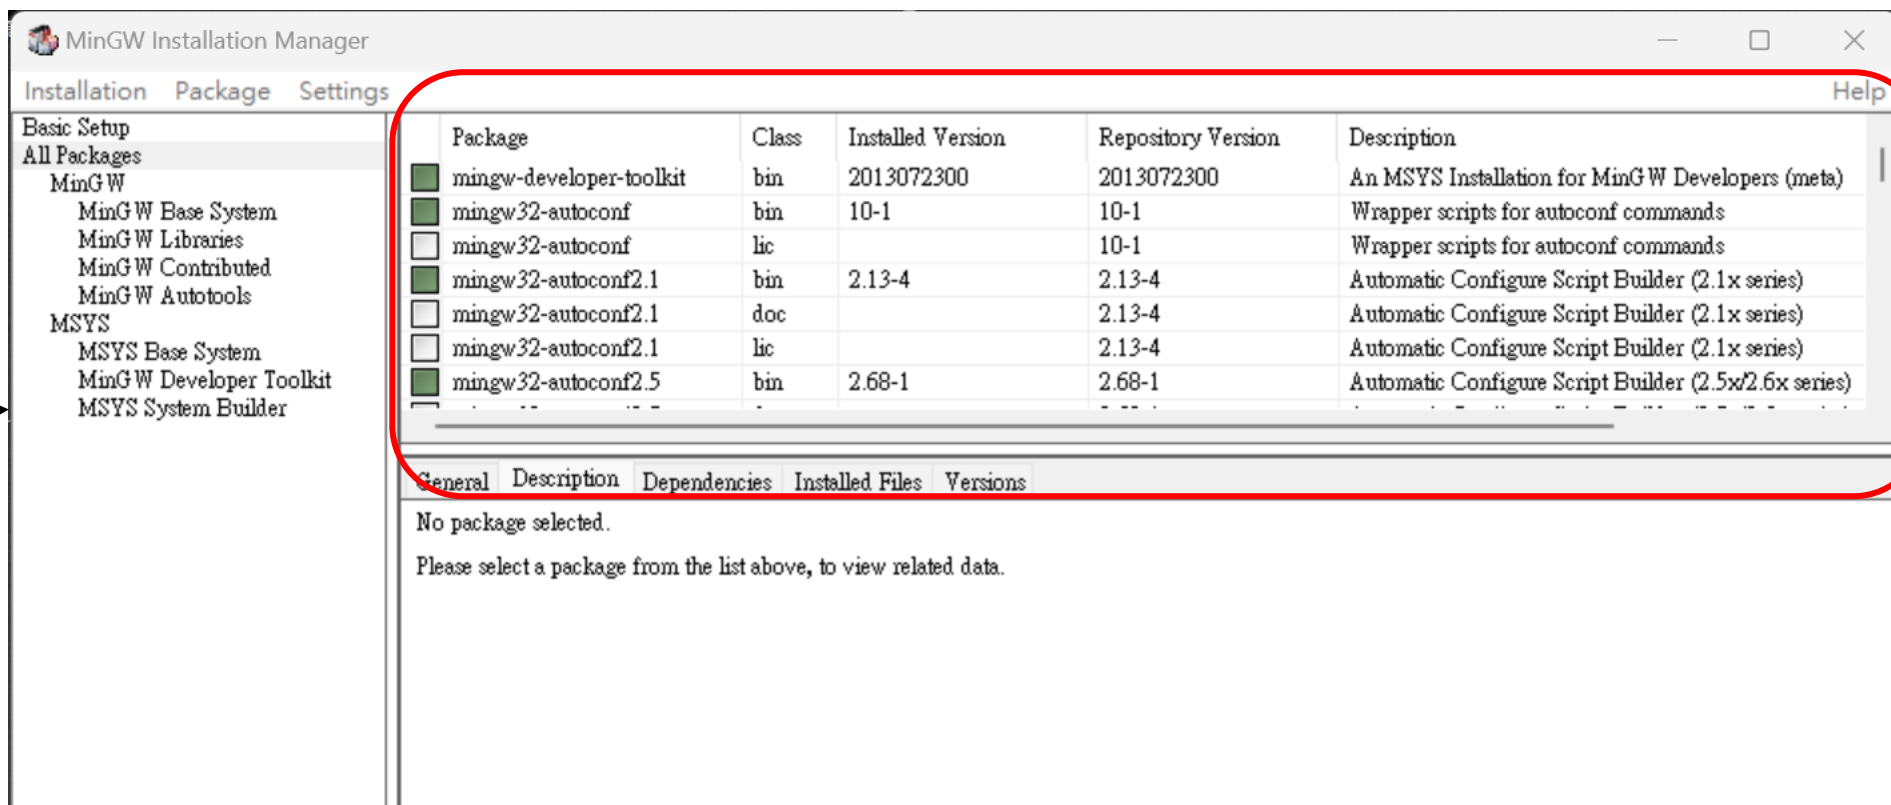 MinGW Installation Manager
Installation Package Settings Help
Basic Setup
All Packages
MinGW
MinGW Base System
MinGW Libraries
MinGW Contributed
MinGW Autotools
MSYS
MSYS Base System
MinGW Developer Toolkit
MSYS System Builder
Package Class Installed Version Repository Version Description
mingw-developer-toolkit bin 2013072300 2013072300 An MSYS Installation for MinGW Developers (meta)
mingw32-autoconf bin 10-1 10-1 Wrapper scripts for autoconf commands
mingw32-autoconf lic 10-1 Wrapper scripts for autoconf commands
mingw32-autoconf2.1 bin 2.13-4 2.13-4 Automatic Configure Script Builder (2.1x series)
mingw32-autoconf2.1 doc 2.13-4 Automatic Configure Script Builder (2.1x series)
mingw32-autoconf2.1 lic 2.13-4 Automatic Configure Script Builder (2.1x series)
mingw32-autoconf2.5 bin 2.68-1 2.68-1 Automatic Configure Script Builder (2.5x/2.6x series)
General Description Dependencies Installed Files Versions
No package selected.
Please select a package from the list above, to view related data.